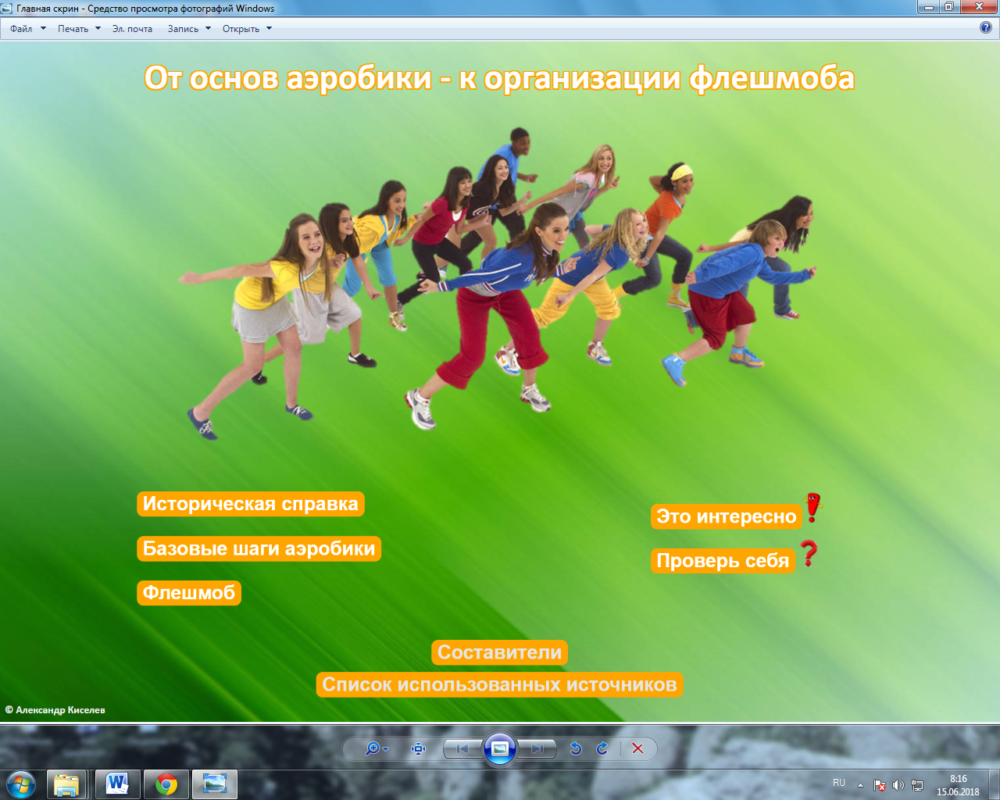 Главная скрин - Средство просмотра фотографий Windows
Файл Печать Эл. почта Запись Открыть
От основ аэробики - к организации флешмоба
Историческая справка
Базовые шаги аэробики
Флешмоб
Это интересно
Проверь себя
Составители
Список использованных источников
© Александр Киселев
RU
8:16
15.06.2018